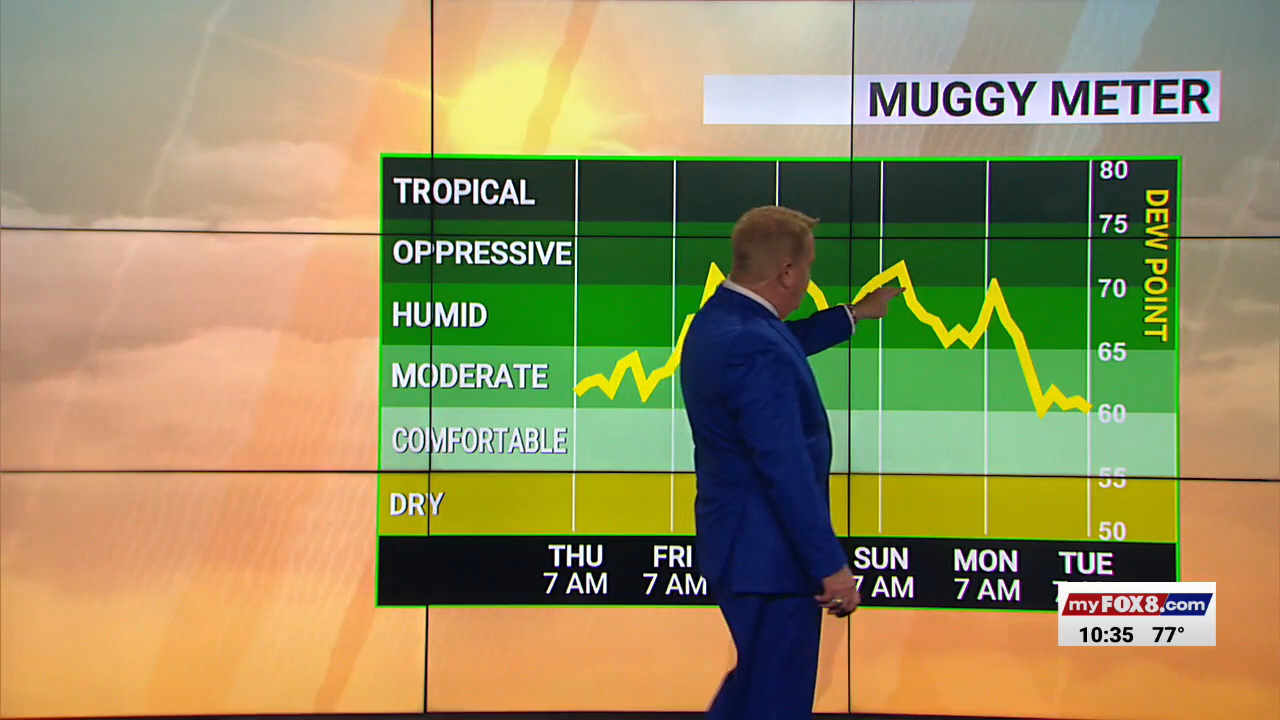 MUGGY METER
TROPICAL
OPPRESSIVE
HUMID
MODERATE
COMFORTABLE
DRY
80
75
70
65
60
55
50
DEW POINT
THU FRI SUN MON TUE
7 AM 7 AM 7 AM 7 AM
myFOX8.com
10:35 77°